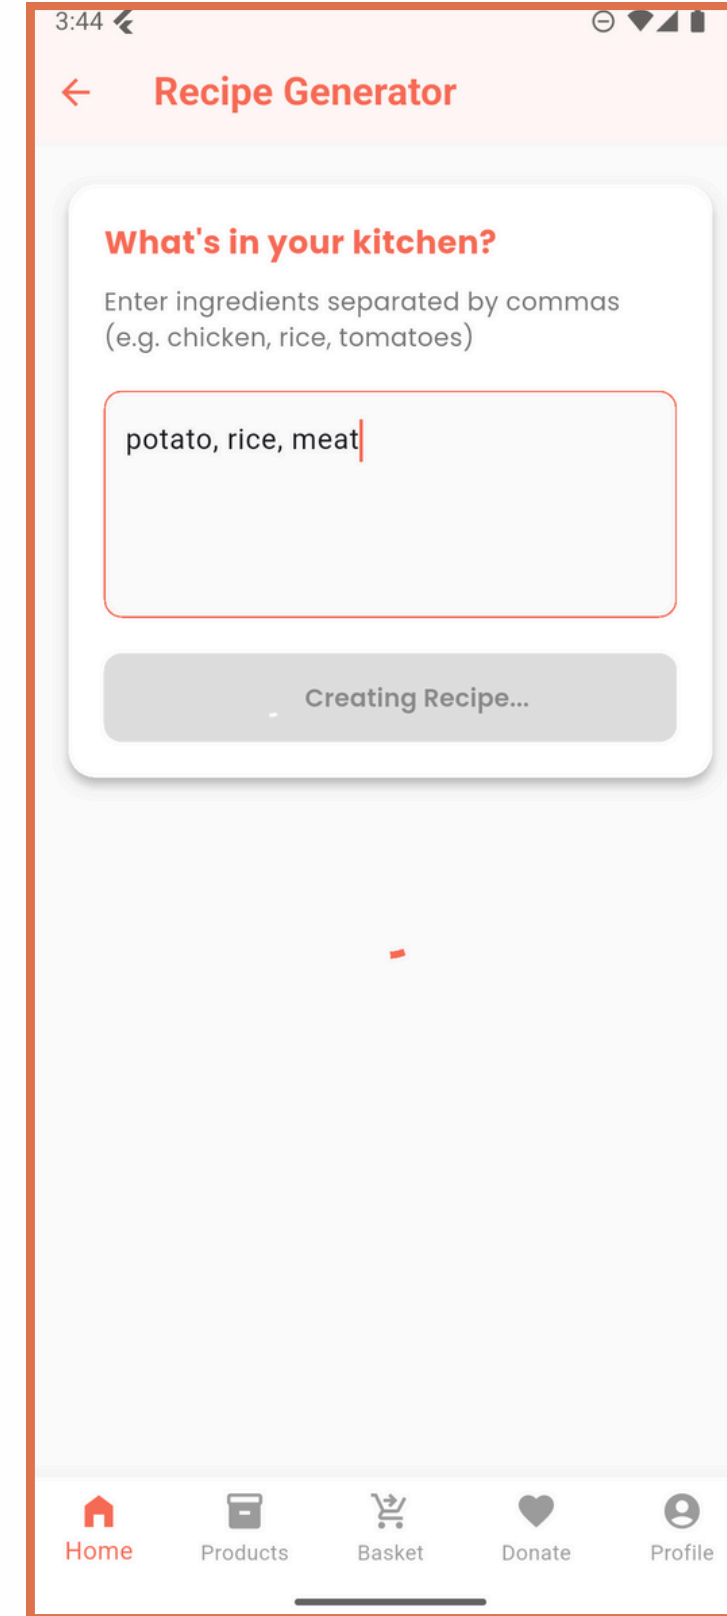 3:44
Recipe Generator
What's in your kitchen?
Enter ingredients separated by commas
(e.g. chicken, rice, tomatoes)
potato, rice, meat
Creating Recipe...
Home Products Basket Donate Profile